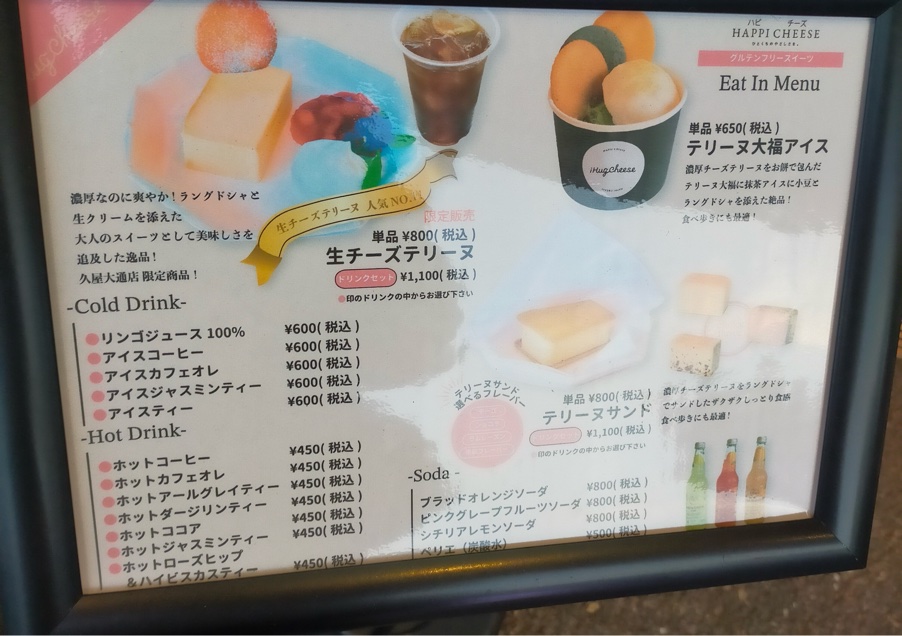 ハピ チーズ
HAPPI CHEESE
グルテンフリースイーツ
Eat In Menu
単品 ¥650(税込)
テリーヌ大福アイス
濃厚チーズテリーヌをお餅で包んだ
テリーヌ大福に抹茶アイスに小豆と
ラングドシャを添えた絶品!
食べ歩きにも最適!
iHugCheese
濃厚なのに爽やか!ラングドシャと
生クリームを添えた
大人のスイーツとして美味しさを
追及した逸品!
久屋大通店 限定商品!
生チーズテリーヌ 人気NO.1!
限定販売
単品 ¥800(税込)
生チーズテリーヌ
ドリンクセット ¥1,100(税込)
●印のドリンクの中からお選び下さい
-Cold Drink-
●リンゴジュース 100% ¥600(税込)
●アイスコーヒー ¥600(税込)
●アイスカフェオレ ¥600(税込)
●アイスジャスミンティー ¥600(税込)
●アイスティー ¥600(税込)
-Hot Drink-
●ホットコーヒー ¥450(税込)
●ホットカフェオレ ¥450(税込)
●ホットアールグレイティー ¥450(税込)
●ホットダージリンティー ¥450(税込)
●ホットココア ¥450(税込)
●ホットジャスミンティー ¥450(税込)
●ホットローズヒップ
&ハイビスカスティー ¥450(税込)
テリーヌサンド
選べるフレーバー
単品 ¥800(税込)
テリーヌサンド
¥1,100(税込)
●印のドリンクの中からお選び下さい
濃厚チーズテリーヌをラングドシャ
でサンドしたザクザクしっとり食感
食べ歩きにも最適!
-Soda -
ブラッドオレンジソーダ ¥800(税込)
ピンクグレープフルーツソーダ ¥800(税込)
シチリアレモンソーダ ¥800(税込)
ペリエ(炭酸水) ¥500(税込)